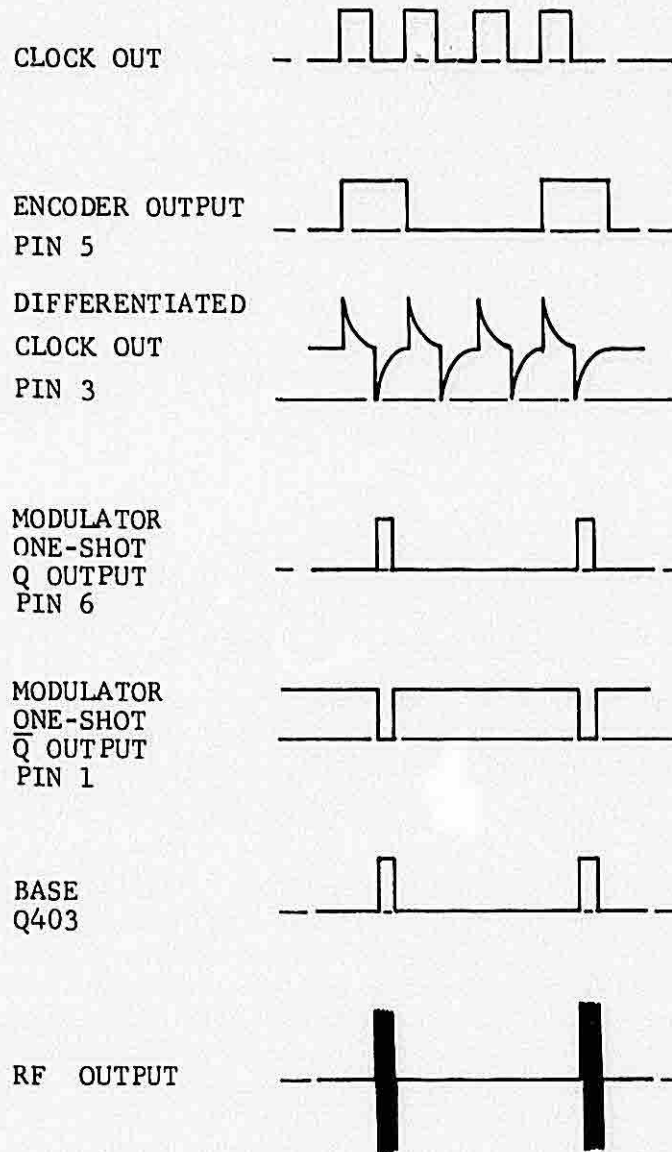 CLOCK OUT
ENCODER OUTPUT
PIN 5
DIFFERENTIATED
CLOCK OUT
PIN 3
MODULATOR
ONE-SHOT
Q OUTPUT
PIN 6
MODULATOR
ONE-SHOT
Q̅ OUTPUT
PIN 1
BASE
Q403
RF OUTPUT